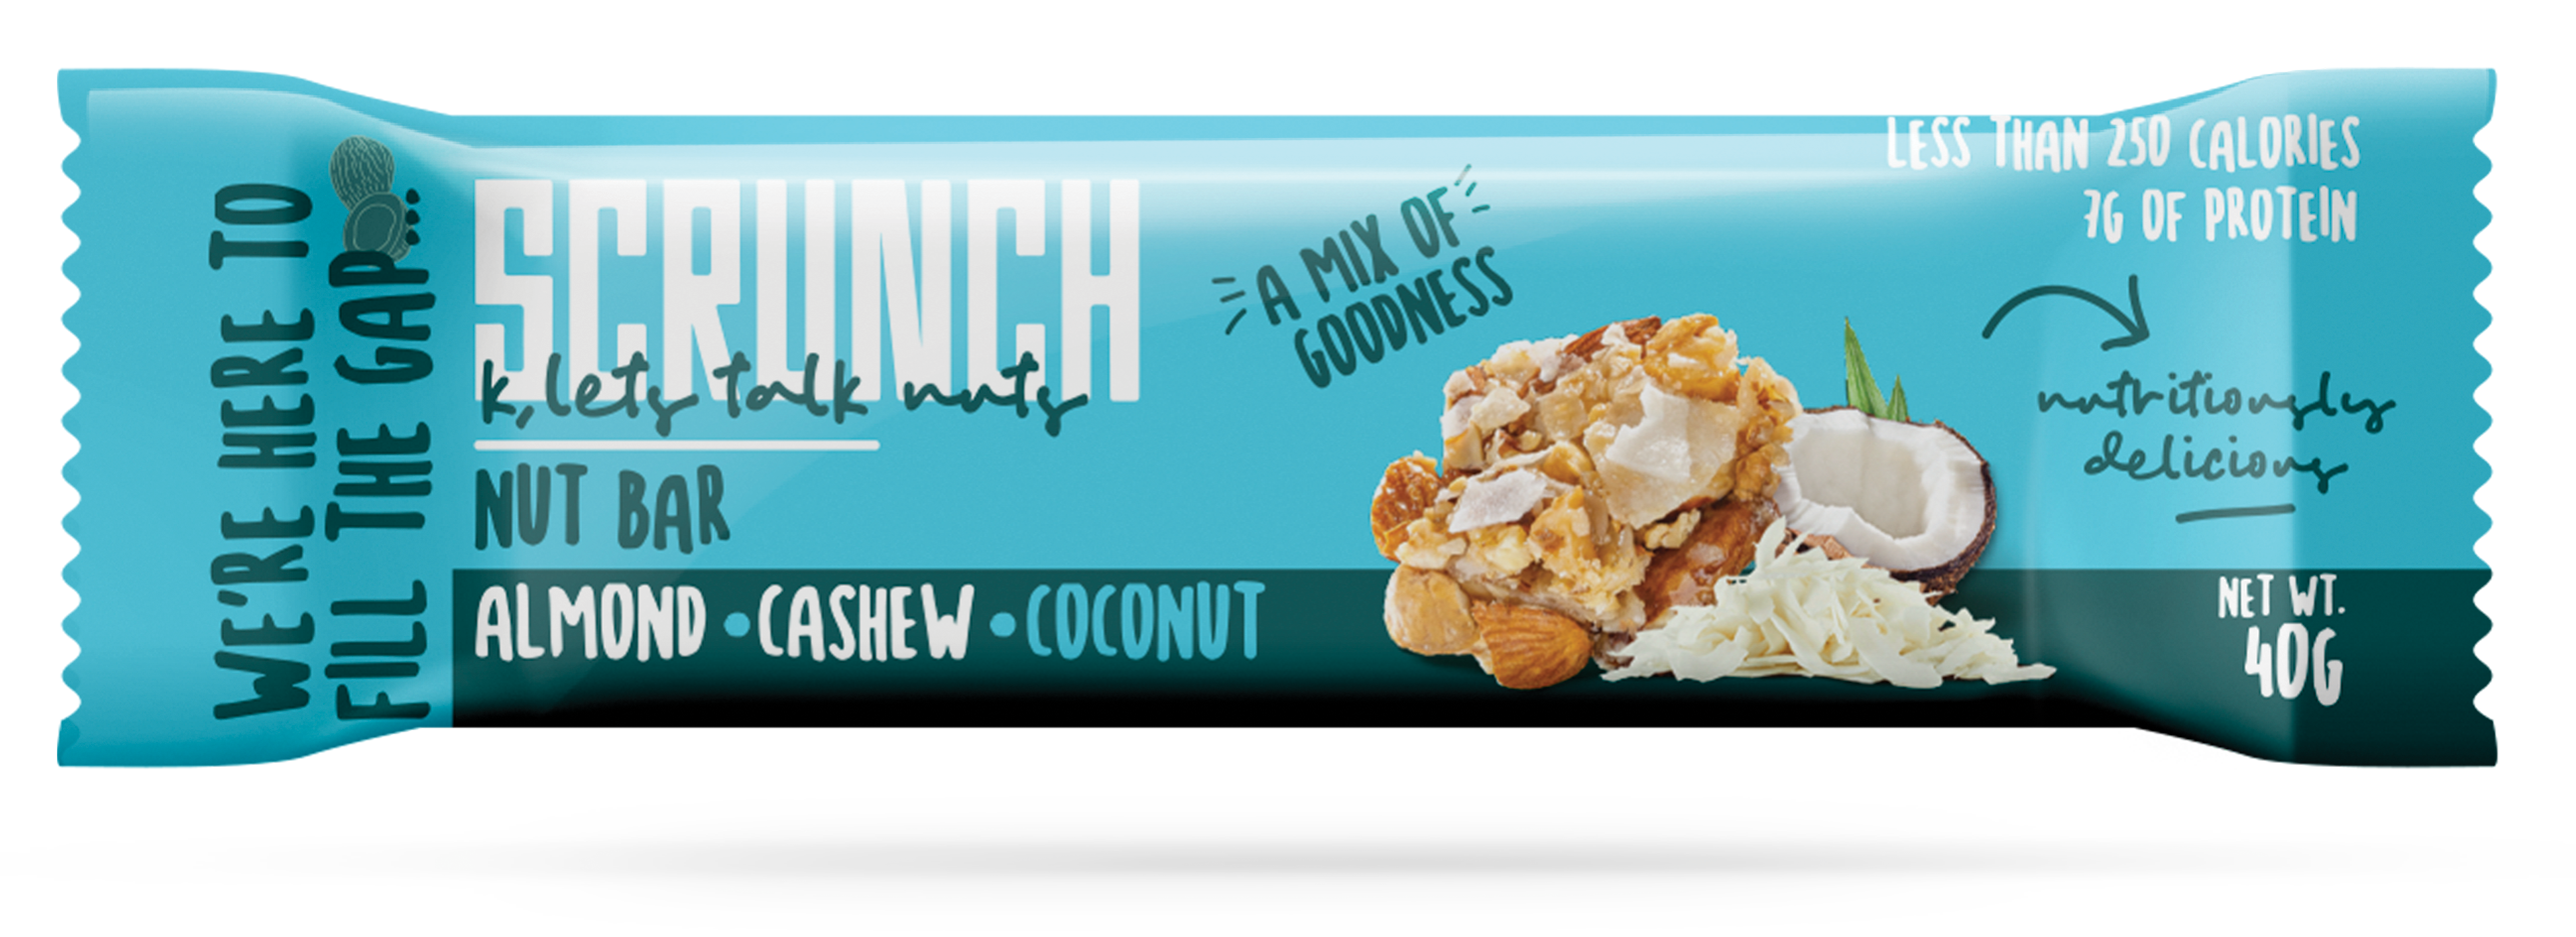 WE'RE HERE TO
FILL THE GAP...
SCRUNCH
k, lets talk nuts
NUT BAR
ALMOND • CASHEW • COCONUT
A MIX OF
GOODNESS
LESS THAN 250 CALORIES
7G OF PROTEIN
nutritiously
delicious
NET WT.
40G